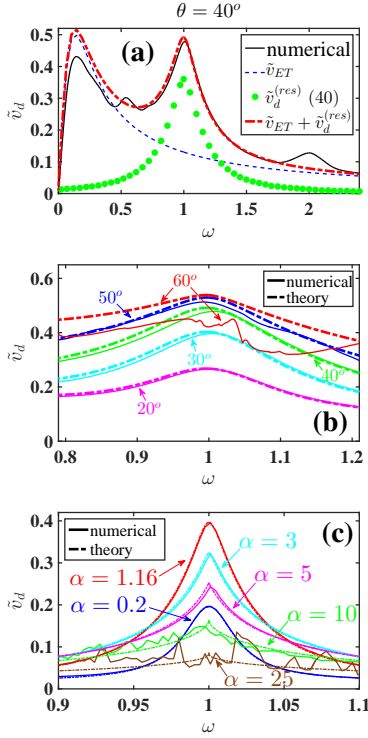 θ = 40°
(a)
numerical
ṽ_ET
ṽ_d^(res) (40)
ṽ_ET + ṽ_d^(res)
0.5
0.4
0.3
0.2
0.1
0
ṽ_d
0 0.5 1 1.5 2
ω
0.6
0.4
0.2
0
ṽ_d
50°
60°
numerical
theory
30°
40°
20°
(b)
0.8 0.9 1 1.1 1.2
ω
0.4
0.3
0.2
0.1
0
ṽ_d
numerical
theory
(c)
α = 1.16
α = 3
α = 5
α = 0.2
α = 10
α = 25
0.9 0.95 1 1.05 1.1
ω